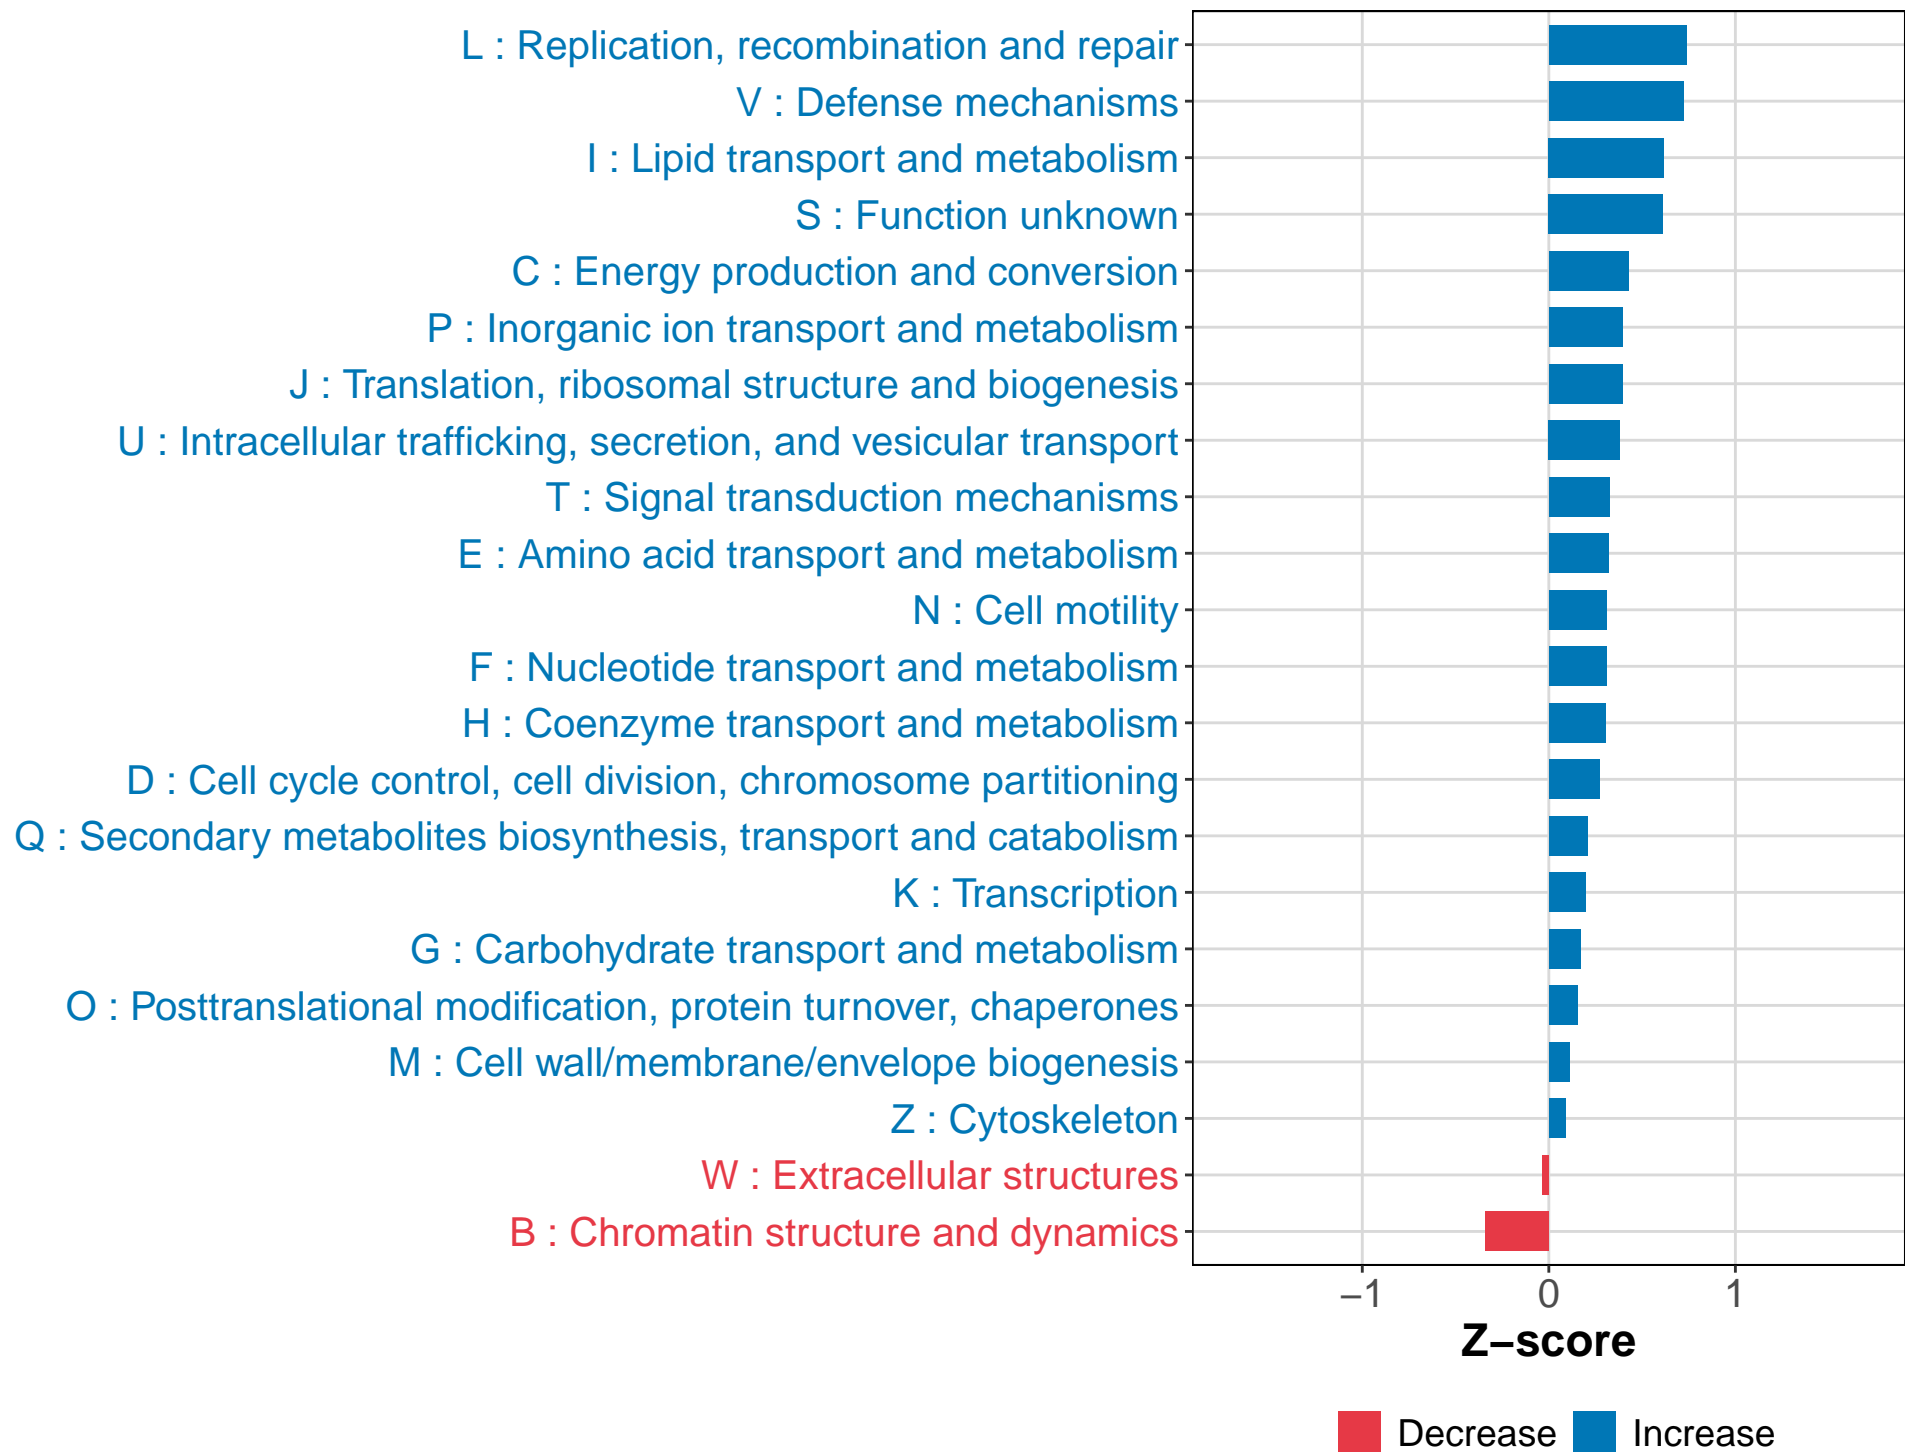 L : Replication, recombination and repair
V : Defense mechanisms
I : Lipid transport and metabolism
S : Function unknown
C : Energy production and conversion
P : Inorganic ion transport and metabolism
J : Translation, ribosomal structure and biogenesis
U : Intracellular trafficking, secretion, and vesicular transport
T : Signal transduction mechanisms
E : Amino acid transport and metabolism
N : Cell motility
F : Nucleotide transport and metabolism
H : Coenzyme transport and metabolism
D : Cell cycle control, cell division, chromosome partitioning
Q : Secondary metabolites biosynthesis, transport and catabolism
K : Transcription
G : Carbohydrate transport and metabolism
O : Posttranslational modification, protein turnover, chaperones
M : Cell wall/membrane/envelope biogenesis
Z : Cytoskeleton
W : Extracellular structures
B : Chromatin structure and dynamics
−1 0 1
Z−score
Decrease Increase